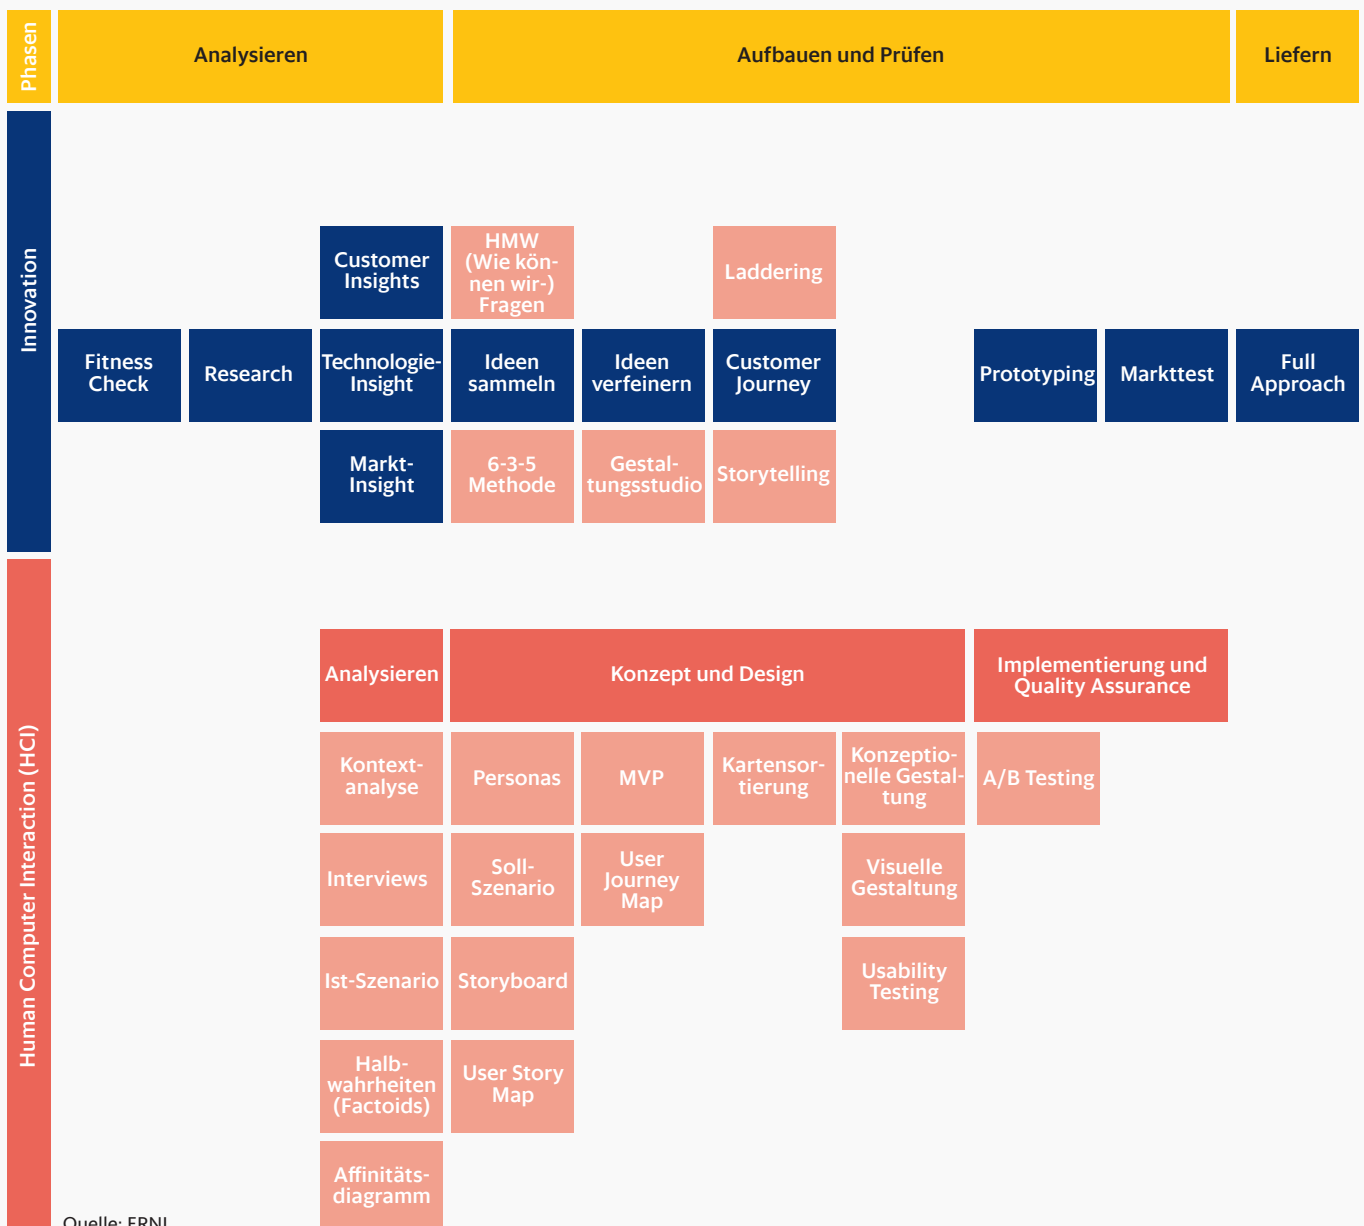 Phasen
Analysieren
Aufbauen und Prüfen
Liefern
Innovation
Customer
Insights
HMW
(Wie kön-
nen wir-)
Fragen
Laddering
Fitness
Check
Research
Technologie-
Insight
Ideen
sammeln
Ideen
verfeinern
Customer
Journey
Prototyping
Markttest
Full
Approach
Markt-
Insight
6-3-5
Methode
Gestal-
tungsstudio
Storytelling
Human Computer Interaction (HCI)
Analysieren
Konzept und Design
Implementierung und
Quality Assurance
Kontext-
analyse
Personas
MVP
Kartensor-
tierung
Konzeptio-
nelle Gestal-
tung
A/B Testing
Interviews
Soll-
Szenario
User
Journey
Map
Visuelle
Gestaltung
Ist-Szenario
Storyboard
Usability
Testing
Halb-
wahrheiten
(Factoids)
User Story
Map
Affinitäts-
diagramm
Quelle: ERNI